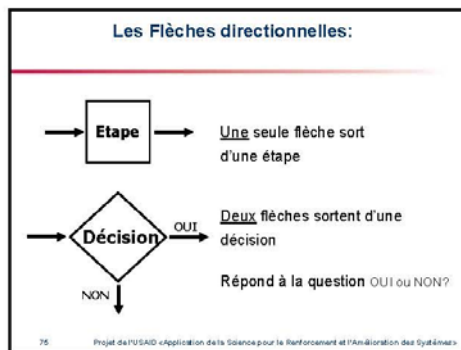 Les Flèches directionnelles:
Etape
Une seule flèche sort
d'une étape
Décision
OUI
NON
Deux flèches sortent d'une
décision
Répond à la question OUI ou NON?
75
Projet de l'USAID «Application de la Science pour le Renforcement et l'Amélioration des Systèmes»